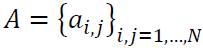 A = {a_{i,j}}_{i,j=1,...,N}